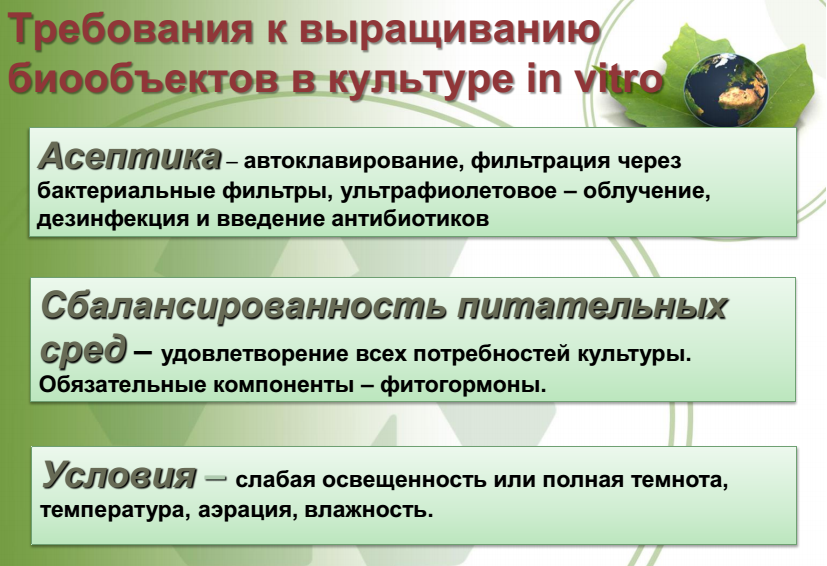 Требования к выращиванию
биообъектов в культуре in vitro
Асептика – автоклавирование, фильтрация через
бактериальные фильтры, ультрафиолетовое – облучение,
дезинфекция и введение антибиотиков
Сбалансированность питательных
сред – удовлетворение всех потребностей культуры.
Обязательные компоненты – фитогормоны.
Условия – слабая освещенность или полная темнота,
температура, аэрация, влажность.